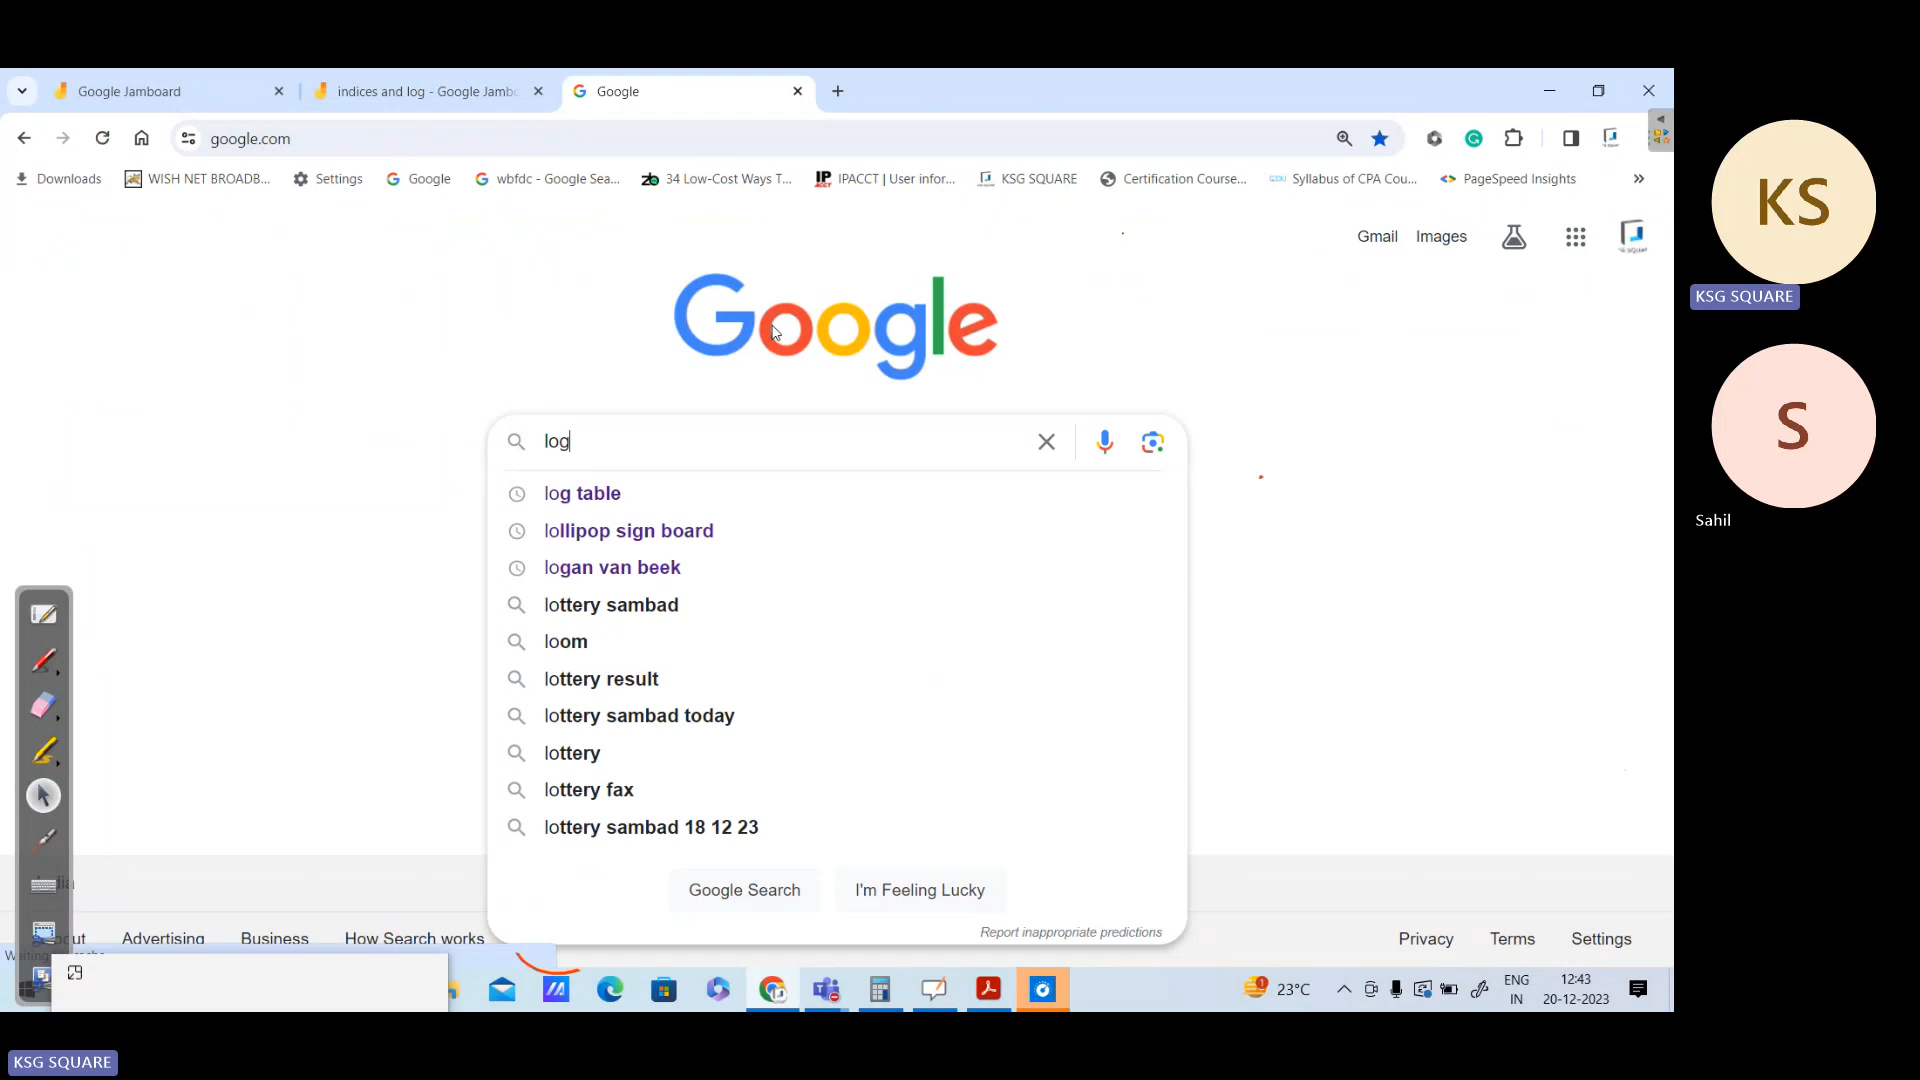 Google Jamboard
indices and log - Google Jambo
Google
google.com
Downloads
WISH NET BROADB...
Settings
Google
wbfdc - Google Sea...
34 Low-Cost Ways T...
IPACCT | User infor...
KSG SQUARE
Certification Course...
Syllabus of CPA Cou...
PageSpeed Insights
Gmail
Images
Google
log
log table
lollipop sign board
logan van beek
lottery sambad
loom
lottery result
lottery sambad today
lottery
lottery fax
lottery sambad 18 12 23
Google Search
I'm Feeling Lucky
Report inappropriate predictions
Advertising
Business
How Search works
Privacy
Terms
Settings
23°C
ENG
IN
12:43
20-12-2023
KS
KSG SQUARE
S
Sahil
KSG SQUARE